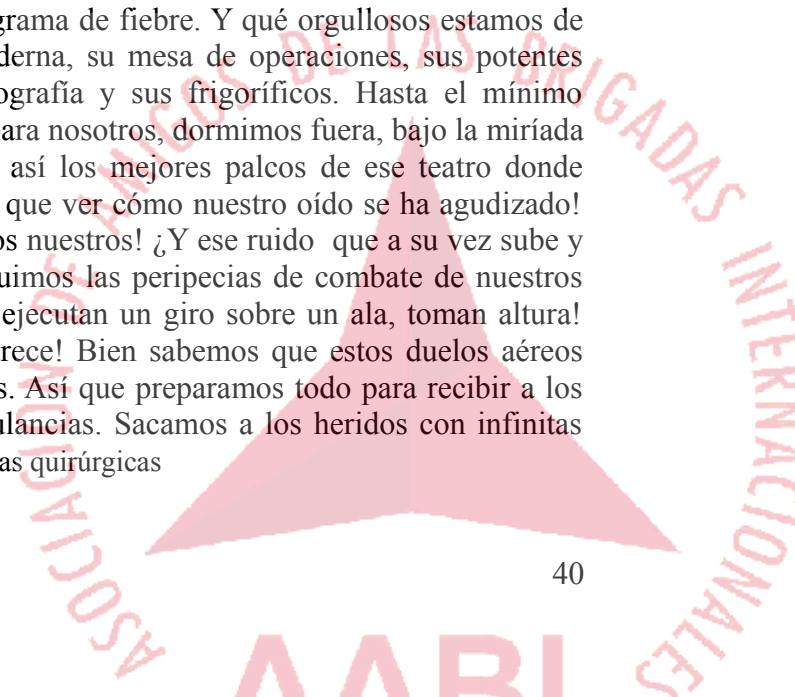 grama de fiebre. Y qué orgullosos estamos de
derna, su mesa de operaciones, sus potentes
ografía y sus frigoríficos. Hasta el mínimo
para nosotros, dormimos fuera, bajo la miríada
así los mejores palcos de ese teatro donde
que ver cómo nuestro oído se ha agudizado!
os nuestros! ¿Y ese ruido que a su vez sube y
uimos las peripecias de combate de nuestros
ejecutan un giro sobre un ala, toman altura!
rece! Bien sabemos que estos duelos aéreos
s. Así que preparamos todo para recibir a los
ulancias. Sacamos a los heridos con infinitas
as quirúrgicas
40
ASOCIACIÓN DE AMIGOS DE LAS BRIGADAS INTERNACIONALES
AABI